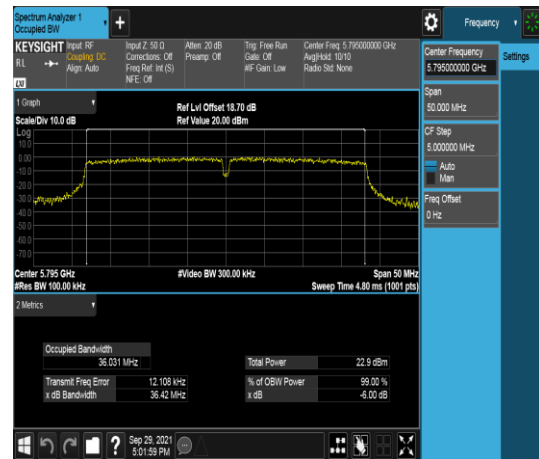 Spectrum Analyzer 1
Occupied BW
+
Frequency
KEYSIGHT
RL
LXI
Input: RF
Coupling: DC
Align: Auto
Input Z: 50 Ω
Corrections: Off
Freq Ref: Int (S)
NFE: Off
Atten: 20 dB
Preamp: Off
Trig: Free Run
Gate: Off
#IF Gain: Low
Center Freq: 5.795000000 GHz
Avg|Hold: 10/10
Radio Std: None
Center Frequency
5.795000000 GHz
Settings
Span
50.000 MHz
CF Step
5.000000 MHz
Auto
Man
Freq Offset
0 Hz
1 Graph
Scale/Div 10.0 dB
Ref Lvl Offset 18.70 dB
Ref Value 20.00 dBm
Log
10.0
0.00
-10.0
-20.0
-30.0
-40.0
-50.0
-60.0
-70.0
Center 5.795 GHz
#Video BW 300.00 kHz
Span 50 MHz
#Res BW 100.00 kHz
Sweep Time 4.80 ms (1001 pts)
2 Metrics
Occupied Bandwidth
36.031 MHz
Total Power 22.9 dBm
Transmit Freq Error 12.108 kHz
% of OBW Power 99.00 %
x dB Bandwidth 36.42 MHz
x dB -6.00 dB
?
Sep 29, 2021
5:01:59 PM